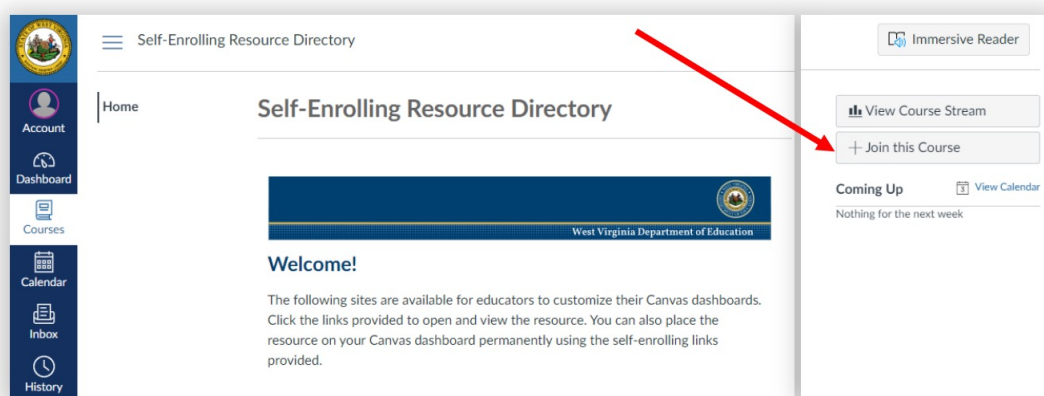 Self-Enrolling Resource Directory
Immersive Reader
Account
Dashboard
Courses
Calendar
Inbox
History
Home
Self-Enrolling Resource Directory
West Virginia Department of Education
Welcome!
The following sites are available for educators to customize their Canvas dashboards.
Click the links provided to open and view the resource. You can also place the
resource on your Canvas dashboard permanently using the self-enrolling links
provided.
View Course Stream
Join this Course
Coming Up
View Calendar
Nothing for the next week